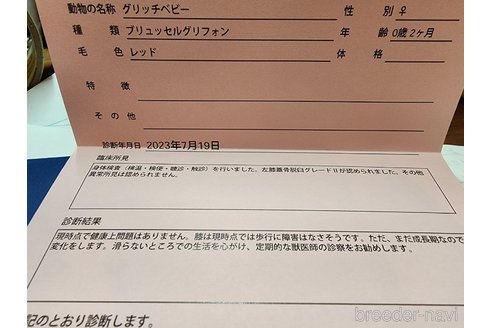 動物の名称 グリッチベビー 性 別 ♀
種 類 ブリュッセルグリフォン 年 齢 0歳2ヶ月
毛 色 レッド 体 格
特 徴
そ の 他
診断年月日 2023年7月19日
臨床所見
身体検査(検温・検便・聴診・触診)を行いました。左膝蓋骨脱臼グレードⅡが認められました。その他
異常所見は認められません。
診断結果
現時点で健康上問題はありません。膝は現時点では歩行に障害はなさそうです。ただ、まだ成長期なので
変化をします。滑らないところでの生活を心がけ、定期的な獣医師の診察をお勧めします。
記のとおり診断します。
breeder-navi